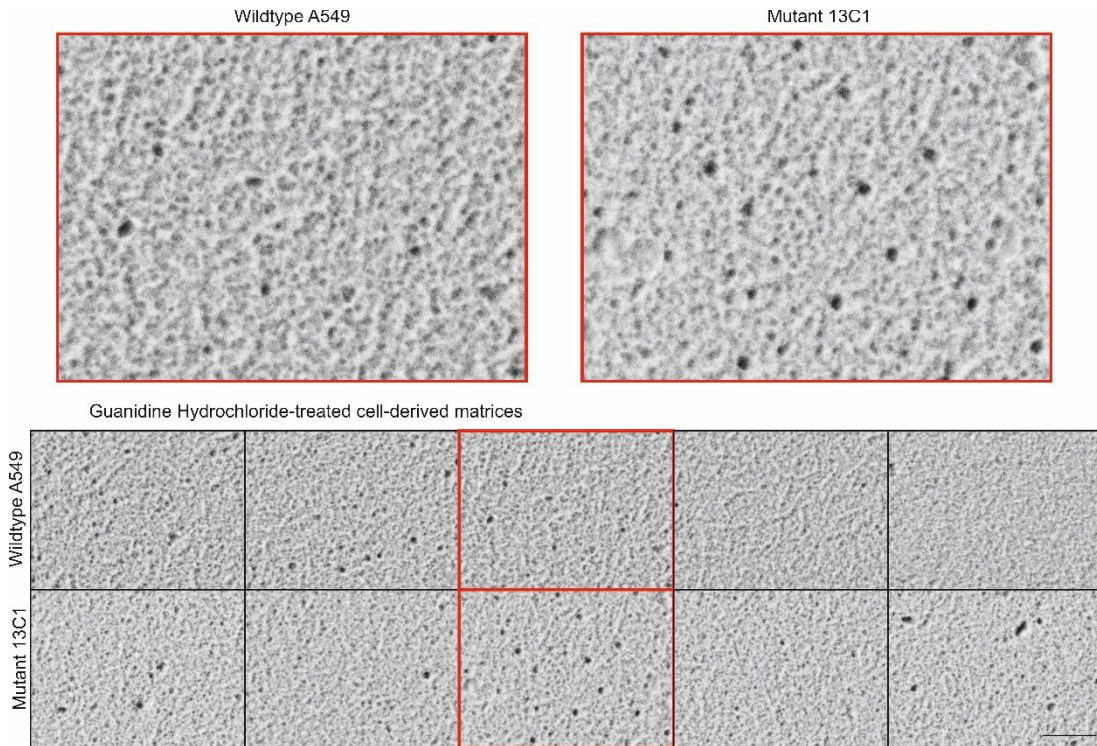 Wildtype A549
Mutant 13C1
Guanidine Hydrochloride-treated cell-derived matrices
Wildtype A549
Mutant 13C1